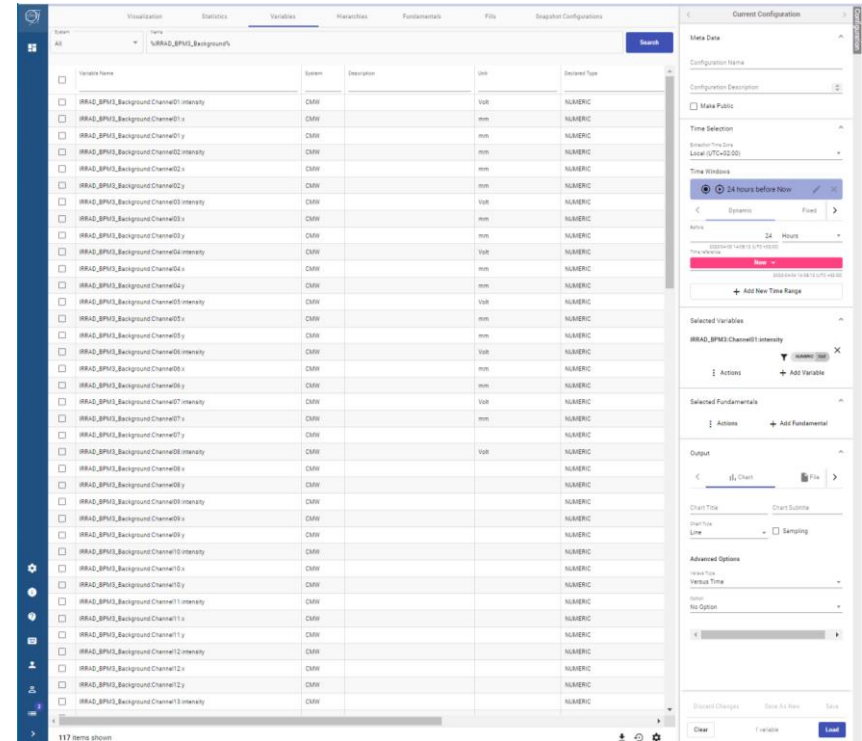 Visualization Statistics Variables Hierarchies Fundamentals Fills Snapshot Configurations
System
All
Name
%IRRAD_BPM3_Background%
Search
Variable Name System Description Unit Declared Type
IRRAD_BPM3_Background:Channel01:intensity CMW Volt NUMERIC
IRRAD_BPM3_Background:Channel01:x CMW mm NUMERIC
IRRAD_BPM3_Background:Channel01:y CMW mm NUMERIC
IRRAD_BPM3_Background:Channel02:intensity CMW Volt NUMERIC
IRRAD_BPM3_Background:Channel02:x CMW mm NUMERIC
IRRAD_BPM3_Background:Channel02:y CMW mm NUMERIC
IRRAD_BPM3_Background:Channel03:intensity CMW Volt NUMERIC
IRRAD_BPM3_Background:Channel03:x CMW mm NUMERIC
IRRAD_BPM3_Background:Channel03:y CMW mm NUMERIC
IRRAD_BPM3_Background:Channel04:intensity CMW Volt NUMERIC
IRRAD_BPM3_Background:Channel04:x CMW mm NUMERIC
IRRAD_BPM3_Background:Channel04:y CMW mm NUMERIC
IRRAD_BPM3_Background:Channel05:intensity CMW Volt NUMERIC
IRRAD_BPM3_Background:Channel05:x CMW mm NUMERIC
IRRAD_BPM3_Background:Channel05:y CMW mm NUMERIC
IRRAD_BPM3_Background:Channel06:intensity CMW Volt NUMERIC
IRRAD_BPM3_Background:Channel06:x CMW mm NUMERIC
IRRAD_BPM3_Background:Channel06:y CMW mm NUMERIC
IRRAD_BPM3_Background:Channel07:intensity CMW Volt NUMERIC
IRRAD_BPM3_Background:Channel07:x CMW mm NUMERIC
IRRAD_BPM3_Background:Channel07:y CMW NUMERIC
IRRAD_BPM3_Background:Channel08:intensity CMW Volt NUMERIC
IRRAD_BPM3_Background:Channel08:x CMW NUMERIC
IRRAD_BPM3_Background:Channel08:y CMW NUMERIC
IRRAD_BPM3_Background:Channel09:intensity CMW NUMERIC
IRRAD_BPM3_Background:Channel09:x CMW NUMERIC
IRRAD_BPM3_Background:Channel09:y CMW NUMERIC
IRRAD_BPM3_Background:Channel10:intensity CMW NUMERIC
IRRAD_BPM3_Background:Channel10:x CMW NUMERIC
IRRAD_BPM3_Background:Channel10:y CMW NUMERIC
IRRAD_BPM3_Background:Channel11:intensity CMW NUMERIC
IRRAD_BPM3_Background:Channel11:x CMW NUMERIC
IRRAD_BPM3_Background:Channel11:y CMW NUMERIC
IRRAD_BPM3_Background:Channel12:intensity CMW NUMERIC
IRRAD_BPM3_Background:Channel12:x CMW NUMERIC
IRRAD_BPM3_Background:Channel12:y CMW NUMERIC
IRRAD_BPM3_Background:Channel13:intensity CMW NUMERIC
117 items shown
Current Configuration
Configuration
Meta Data
Configuration Name
Configuration Description
Make Public
Time Selection
Extraction Time Zone
Local (UTC+02:00)
Time Windows
24 hours before Now
Dynamic Fixed
Before
24 Hours
Time reference
Now
+ Add New Time Range
Selected Variables
IRRAD_BPM3:Channel01:intensity
NUMERIC
Actions + Add Variable
Selected Fundamentals
Actions + Add Fundamental
Output
Chart File
Chart Title Chart Subtitle
Chart Type
Line Sampling
Advanced Options
Versus Type
Versus Time
Option
No Option
Discard Changes Save As New Save
Clear 1 variable Load